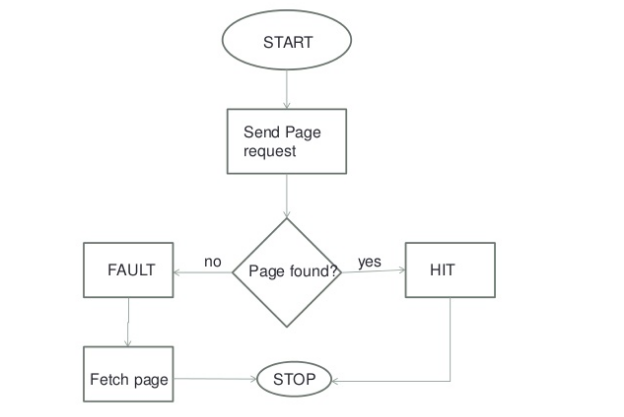 START
Send Page
request
no
yes
FAULT
Page found?
HIT
Fetch page
STOP